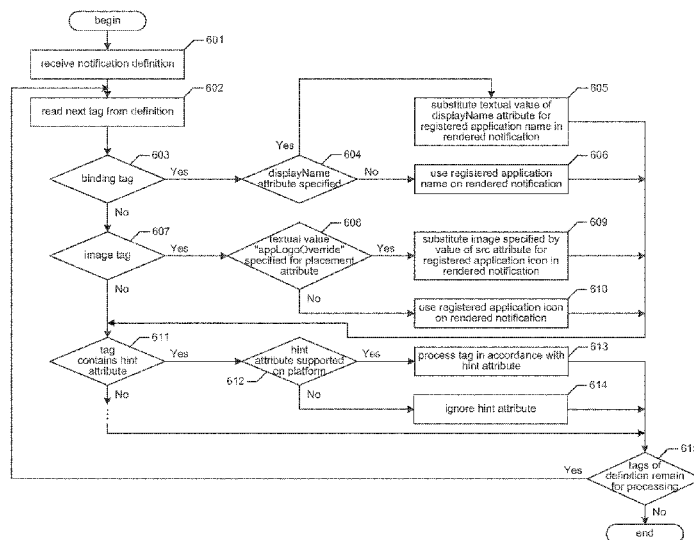 begin
601
receive notification definition
602
read next tag from definition
603
binding tag
Yes
No
604
displayName
attribute specified
Yes
No
605
substitute textual value of
displayName attribute for
registered application name in
rendered notification
606
use registered application
name on rendered notification
607
image tag
Yes
No
608
textual value
"appLogoOverride"
specified for placement
attribute
Yes
No
609
substitute image specified by
value of src attribute for
registered application icon in
rendered notification
610
use registered application icon
on rendered notification
611
tag
contains hint
attribute
Yes
No
612
hint
attribute supported
on platform
Yes
No
613
process tag in accordance with
hint attribute
614
ignore hint attribute
615
tags of
definition remain
for processing
Yes
No
end